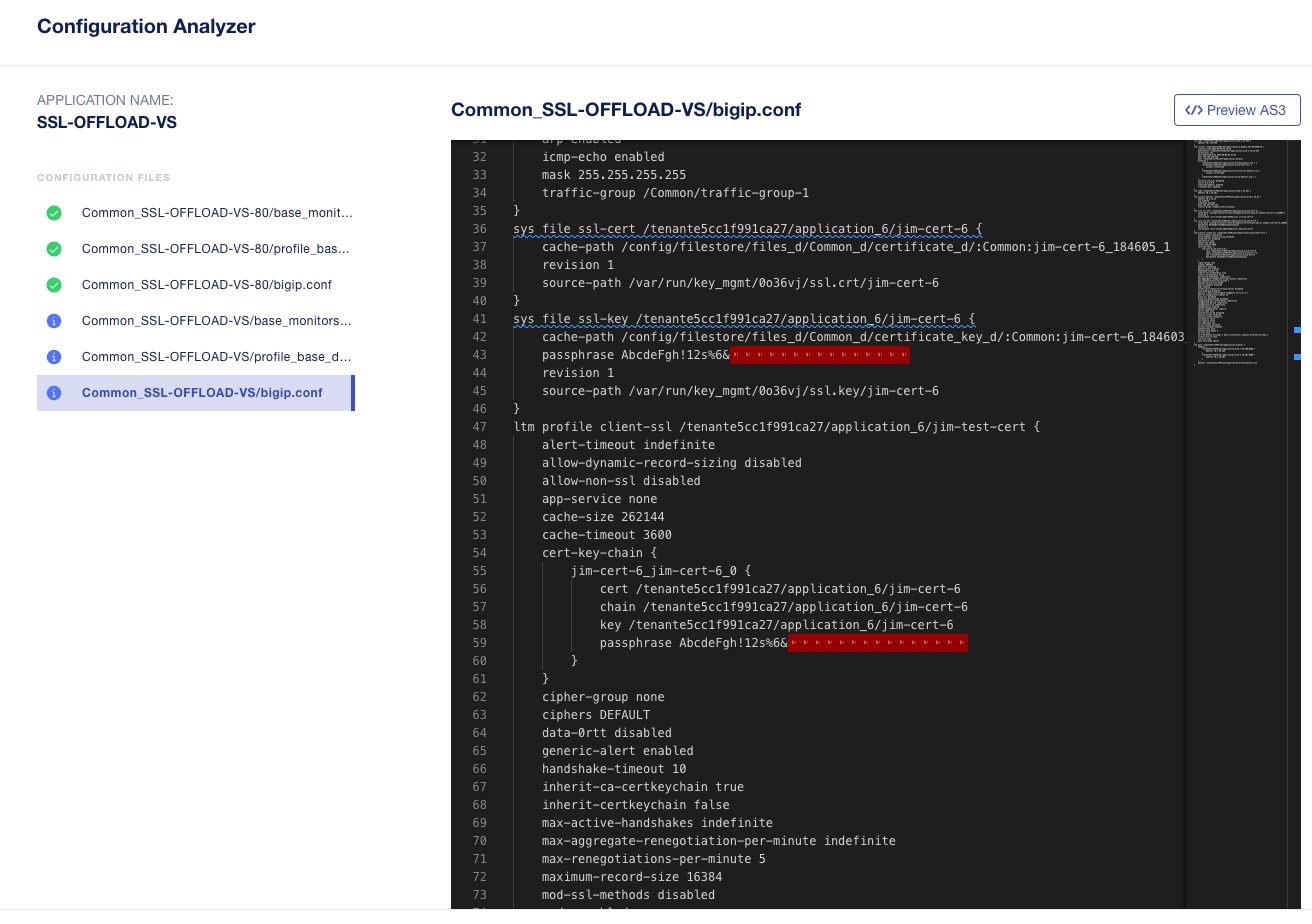 Configuration Analyzer
APPLICATION NAME:
SSL-OFFLOAD-VS
CONFIGURATION FILES
Common_SSL-OFFLOAD-VS-80/base_monit...
Common_SSL-OFFLOAD-VS-80/profile_bas...
Common_SSL-OFFLOAD-VS-80/bigip.conf
Common_SSL-OFFLOAD-VS/base_monitors...
Common_SSL-OFFLOAD-VS/profile_base_d...
Common_SSL-OFFLOAD-VS/bigip.conf
Common_SSL-OFFLOAD-VS/bigip.conf
</> Preview AS3
31 arp enabled
32 icmp-echo enabled
33 mask 255.255.255.255
34 traffic-group /Common/traffic-group-1
35 }
36 sys file ssl-cert /tenante5cc1f991ca27/application_6/jim-cert-6 {
37 cache-path /config/filestore/files_d/Common_d/certificate_d/:Common:jim-cert-6_184605_1
38 revision 1
39 source-path /var/run/key_mgmt/0o36vj/ssl.crt/jim-cert-6
40 }
41 sys file ssl-key /tenante5cc1f991ca27/application_6/jim-cert-6 {
42 cache-path /config/filestore/files_d/Common_d/certificate_key_d/:Common:jim-cert-6_184603_
43 passphrase AbcdeFgh!12s%6&
44 revision 1
45 source-path /var/run/key_mgmt/0o36vj/ssl.key/jim-cert-6
46 }
47 ltm profile client-ssl /tenante5cc1f991ca27/application_6/jim-test-cert {
48 alert-timeout indefinite
49 allow-dynamic-record-sizing disabled
50 allow-non-ssl disabled
51 app-service none
52 cache-size 262144
53 cache-timeout 3600
54 cert-key-chain {
55 jim-cert-6_jim-cert-6_0 {
56 cert /tenante5cc1f991ca27/application_6/jim-cert-6
57 chain /tenante5cc1f991ca27/application_6/jim-cert-6
58 key /tenante5cc1f991ca27/application_6/jim-cert-6
59 passphrase AbcdeFgh!12s%6&
60 }
61 }
62 cipher-group none
63 ciphers DEFAULT
64 data-0rtt disabled
65 generic-alert enabled
66 handshake-timeout 10
67 inherit-ca-certkeychain true
68 inherit-certkeychain false
69 max-active-handshakes indefinite
70 max-aggregate-renegotiation-per-minute indefinite
71 max-renegotiations-per-minute 5
72 maximum-record-size 16384
73 mod-ssl-methods disabled